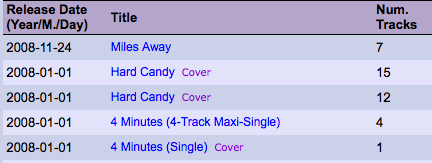 Release Date (Year/M./Day) Title Num. Tracks
2008-11-24 Miles Away 7
2008-01-01 Hard Candy Cover 15
2008-01-01 Hard Candy Cover 12
2008-01-01 4 Minutes (4-Track Maxi-Single) 4
2008-01-01 4 Minutes (Single) Cover 1